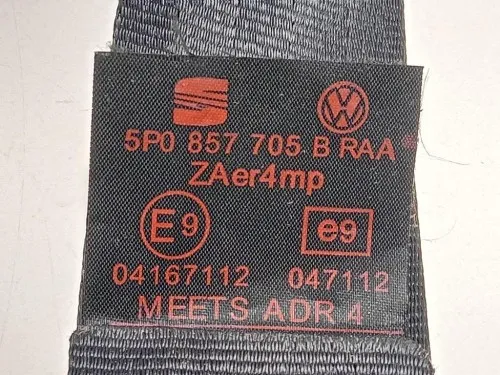 5P0 857 705 B RAA
ZAer4mp
E9 e9
04167112 047112
MEETS ADR 4